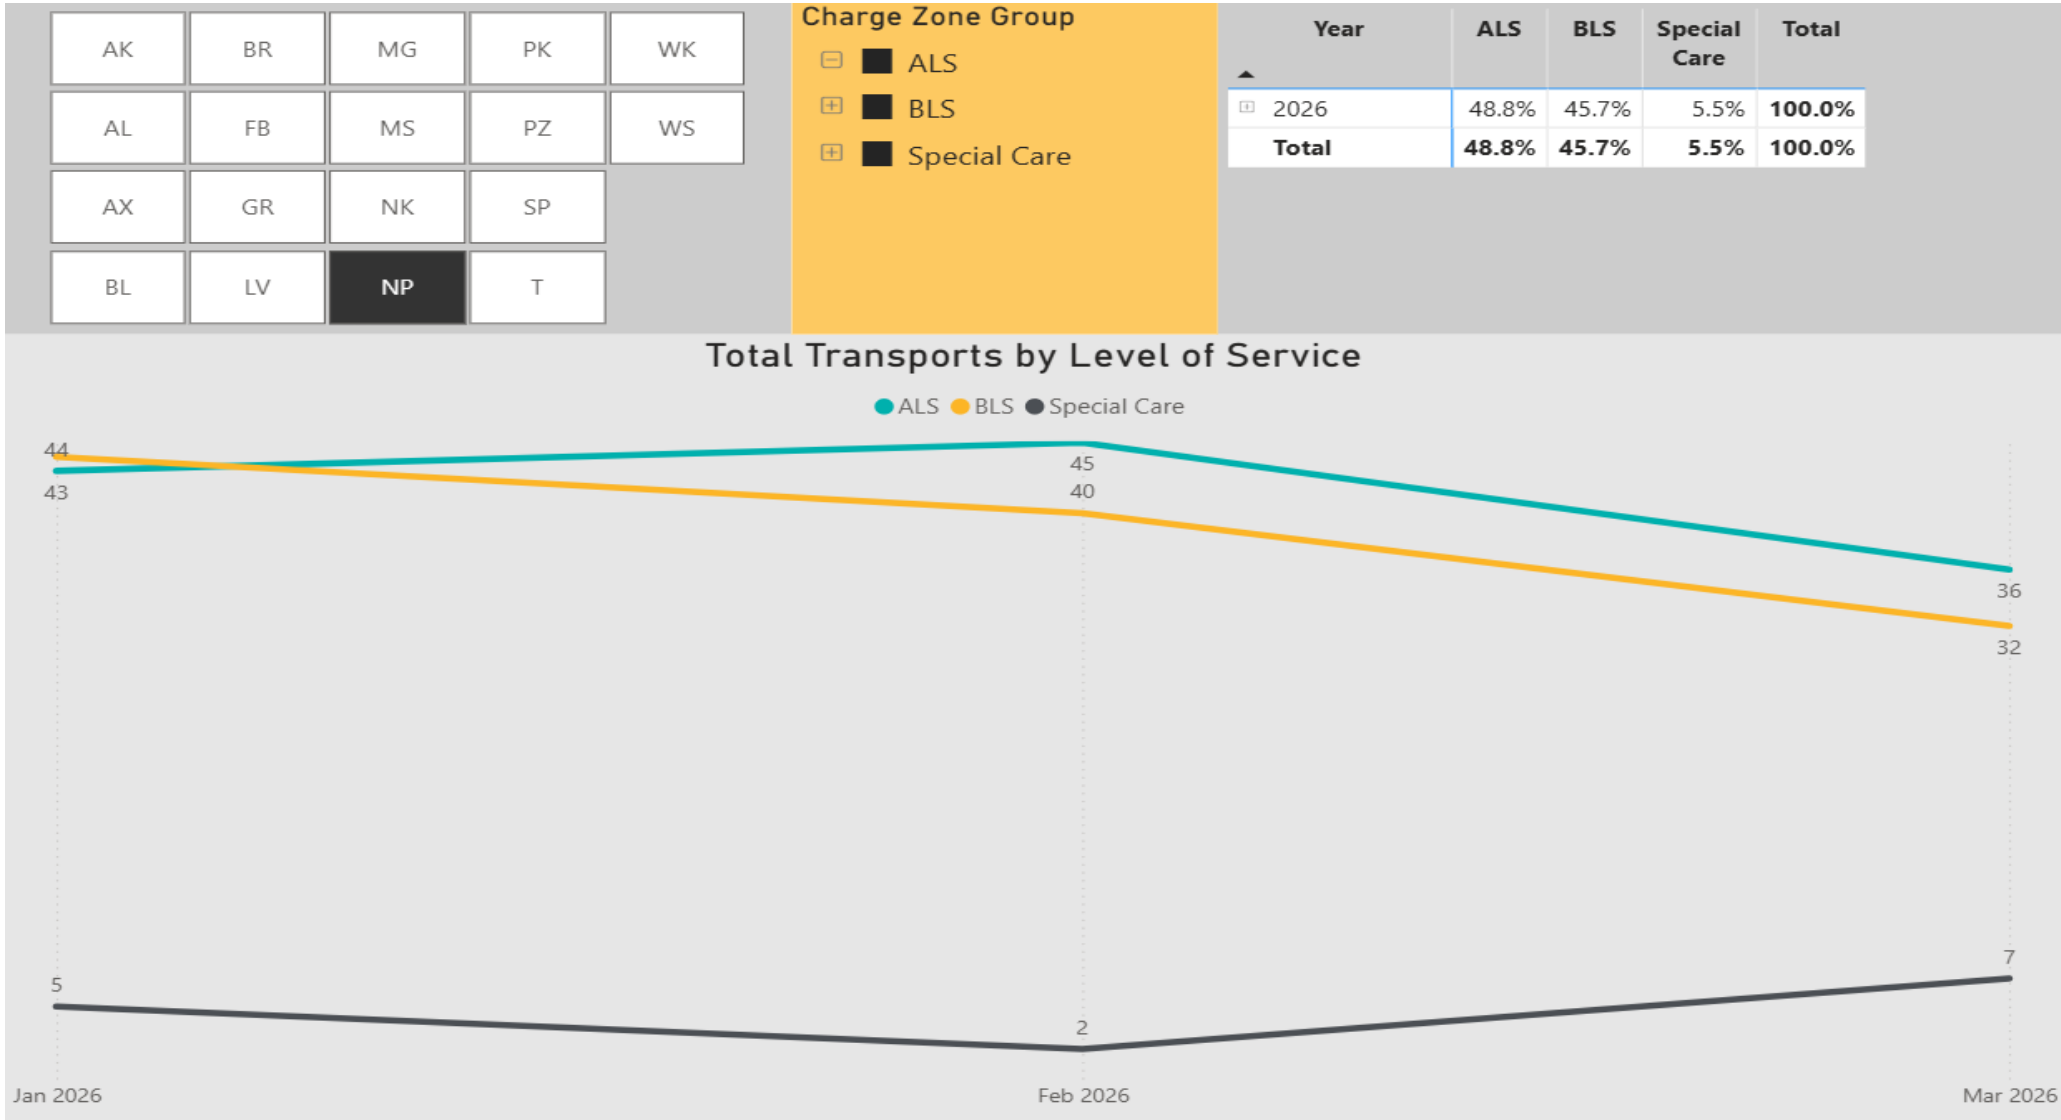 AK BR MG PK WK
AL FB MS PZ WS
AX GR NK SP
BL LV NP T
Charge Zone Group
ALS
BLS
Special Care
Year ALS BLS Special Care Total
2026 48.8% 45.7% 5.5% 100.0%
Total 48.8% 45.7% 5.5% 100.0%
Total Transports by Level of Service
ALS BLS Special Care
44
43
45
40
36
32
5
2
7
Jan 2026 Feb 2026 Mar 2026